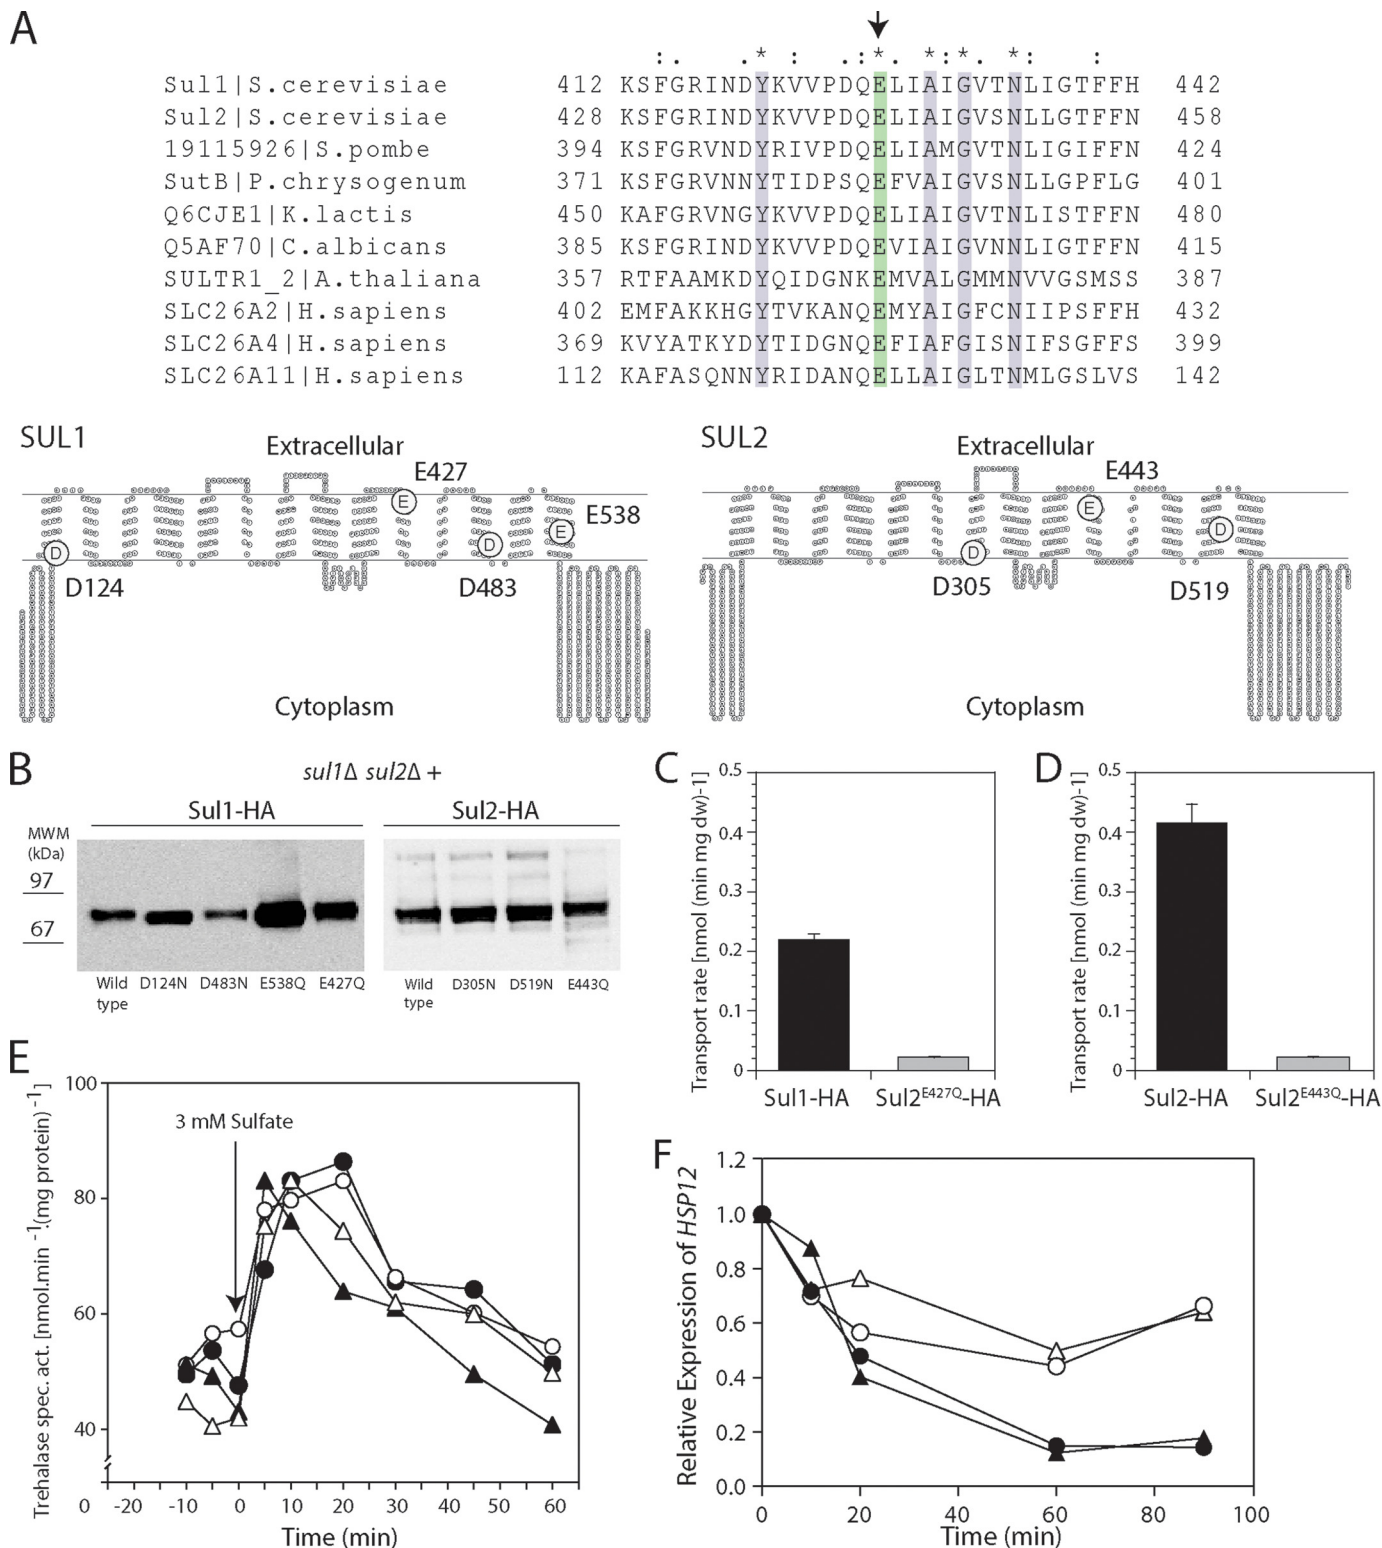 A
:. . * : .: * . * : * . * : :
Sul1|S.cerevisiae 412 KSFGRINDYKVVPDQELIAIGVTNLIGTFFH 442
Sul2|S.cerevisiae 428 KSFGRINDYKVVPDQELIAIGVSNLLGTFFN 458
19115926|S.pombe 394 KSFGRVNDYRIVPDQELIAMGVTNLIGIFFN 424
SutB|P.chrysogenum 371 KSFGRVNNYTIDPSQEFVAIGVSNLLGPFLG 401
Q6CJE1|K.lactis 450 KAFGRVNGYKVVPDQELIAIGVTNLISTFFN 480
Q5AF70|C.albicans 385 KSFGRINDYKVVPDQEVIAIGVNNLIGTFFN 415
SULTR1_2|A.thaliana 357 RTFAAMKDYQIDGNKEMVALGMMNVVGSMSS 387
SLC26A2|H.sapiens 402 EMFAKKHGYTVKANQEMYAIGFCNIIPSFFH 432
SLC26A4|H.sapiens 369 KVYATKYDYTIDGNQEFIAFGISNIFSGFFS 399
SLC26A11|H.sapiens 112 KAFASQNNYRIDANQELLAIGLTNMLGSLVS 142
SUL1
Extracellular
E427
E
E538
E
D
D
D124
D483
Cytoplasm
SUL2
Extracellular
E443
E
D
D
D305
D519
Cytoplasm
B
sul1Δ sul2Δ +
Sul1-HA
Sul2-HA
MWM
(kDa)
97
67
Wild type D124N D483N E538Q E427Q
Wild type D305N D519N E443Q
C
Transport rate [nmol (min mg dw)-1]
0.5
0.4
0.3
0.2
0.1
0
Sul1-HA Sul2E427Q-HA
D
Transport rate [nmol (min mg dw)-1]
0.5
0.4
0.3
0.2
0.1
0
Sul2-HA Sul2E443Q-HA
E
Trehalase spec. act. [nmol.min -1.(mg protein) -1]
100
80
60
40
0
3 mM Sulfate
-20 -10 0 10 20 30 40 50 60
Time (min)
F
Relative Expression of HSP12
1.2
1.0
0.8
0.6
0.4
0.2
0.0
0 20 40 60 80 100
Time (min)